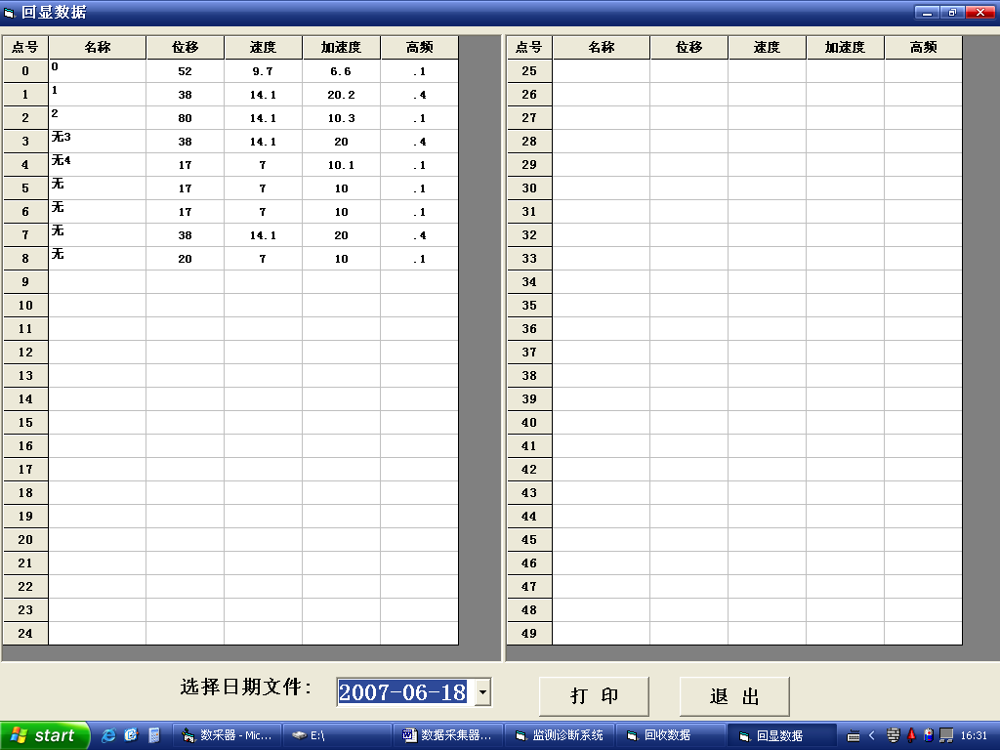 回显数据
点号 名称 位移 速度 加速度 高频
0 0 52 9.7 6.6 .1
1 1 38 14.1 20.2 .4
2 2 80 14.1 10.3 .1
3 无3 38 14.1 20 .4
4 无4 17 7 10.1 .1
5 无 17 7 10 .1
6 无 17 7 10 .1
7 无 38 14.1 20 .4
8 无 20 7 10 .1
9
10
11
12
13
14
15
16
17
18
19
20
21
22
23
24
点号 名称 位移 速度 加速度 高频
25
26
27
28
29
30
31
32
33
34
35
36
37
38
39
40
41
42
43
44
45
46
47
48
49
选择日期文件: 2007-06-18 打 印 退 出
start 数采器 - Mic... E:\ 数据采集器... 监测诊断系统 回收数据 回显数据 16:31